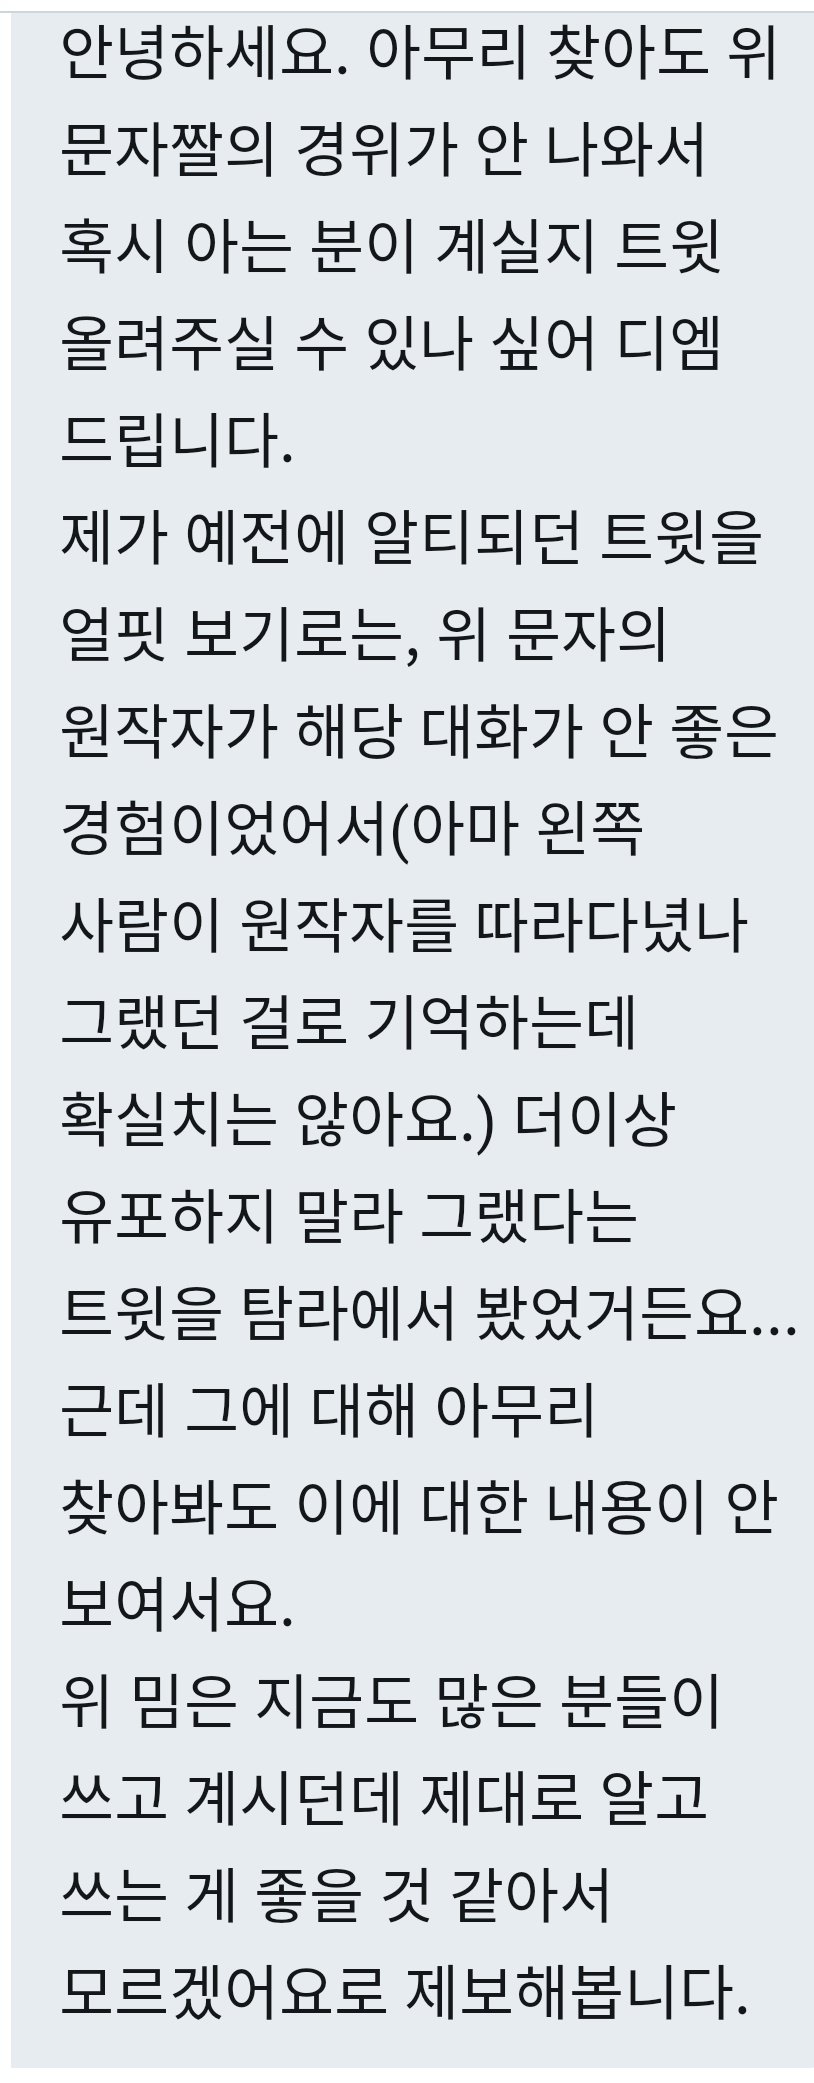 안녕하세요. 아무리 찾아도 위
문자짤의 경위가 안 나와서
혹시 아는 분이 계실지 트윗
올려주실 수 있나 싶어 디엠
드립니다.
제가 예전에 알티되던 트윗을
얼핏 보기로는, 위 문자의
원작자가 해당 대화가 안 좋은
경험이었어서(아마 왼쪽
사람이 원작자를 따라다녔나
그랬던 걸로 기억하는데
확실치는 않아요.) 더이상
유포하지 말라 그랬다는
트윗을 탐라에서 봤었거든요...
근데 그에 대해 아무리
찾아봐도 이에 대한 내용이 안
보여서요.
위 밈은 지금도 많은 분들이
쓰고 계시던데 제대로 알고
쓰는 게 좋을 것 같아서
모르겠어요로 제보해봅니다.